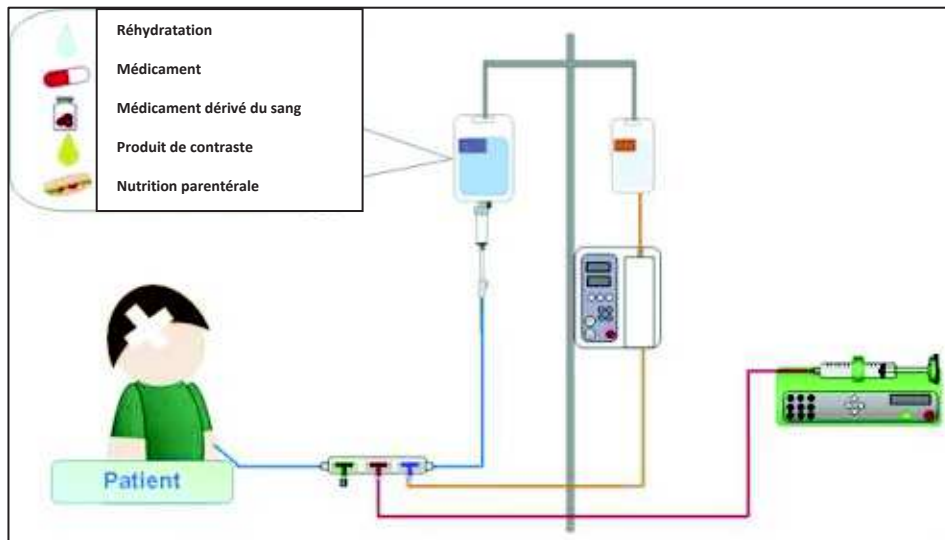 Réhydratation
Médicament
Médicament dérivé du sang
Produit de contraste
Nutrition parentérale
Patient